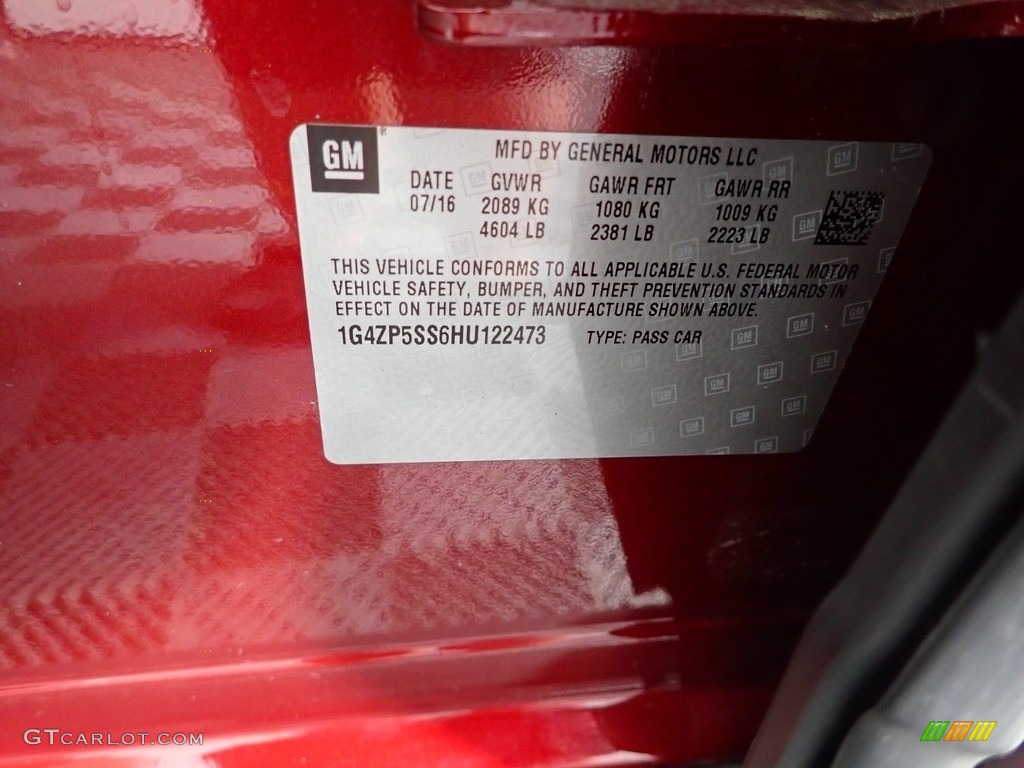 GM
MFD BY GENERAL MOTORS LLC
DATE GVWR GAWR FRT GAWR RR
07/16 2089 KG 1080 KG 1009 KG
4604 LB 2381 LB 2223 LB
THIS VEHICLE CONFORMS TO ALL APPLICABLE U.S. FEDERAL MOTOR
VEHICLE SAFETY, BUMPER, AND THEFT PREVENTION STANDARDS IN
EFFECT ON THE DATE OF MANUFACTURE SHOWN ABOVE.
1G4ZP5SS6HU122473 TYPE: PASS CAR
GTCARLOT.COM